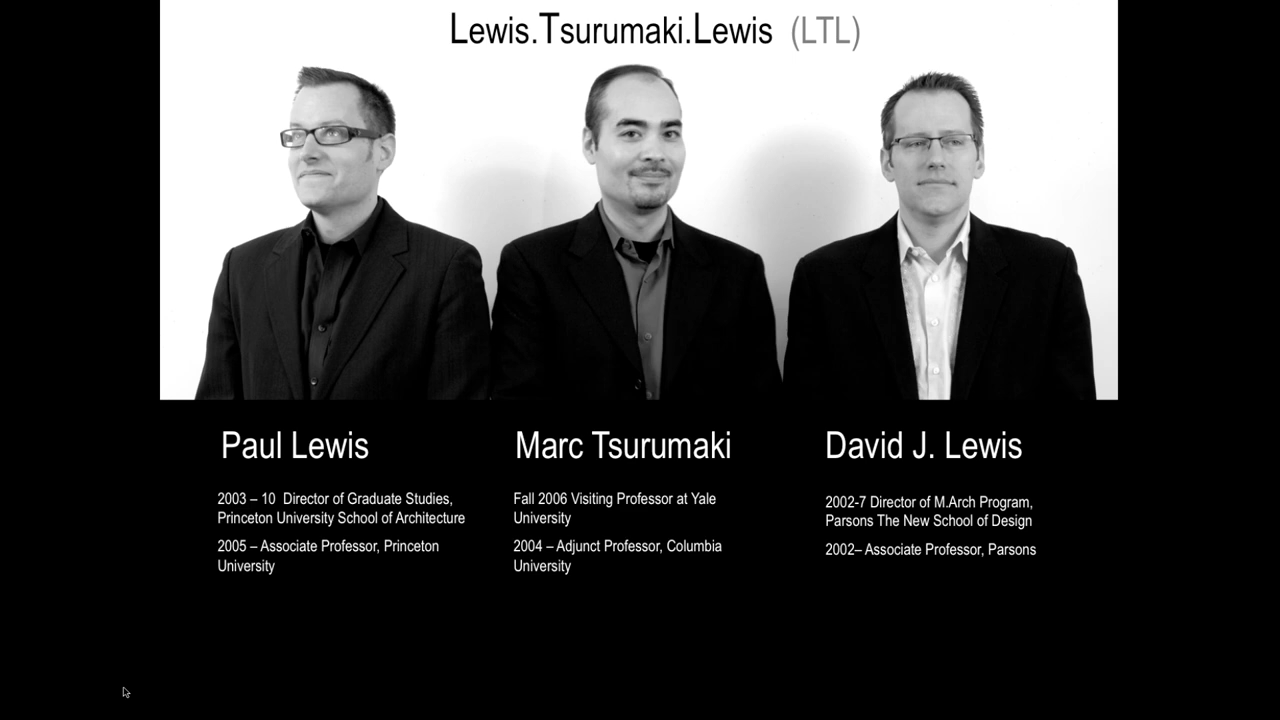 Lewis.Tsurumaki.Lewis (LTL)
Paul Lewis
2003 – 10 Director of Graduate Studies,
Princeton University School of Architecture
2005 – Associate Professor, Princeton
University
Marc Tsurumaki
Fall 2006 Visiting Professor at Yale
University
2004 – Adjunct Professor, Columbia
University
David J. Lewis
2002-7 Director of M.Arch Program,
Parsons The New School of Design
2002– Associate Professor, Parsons